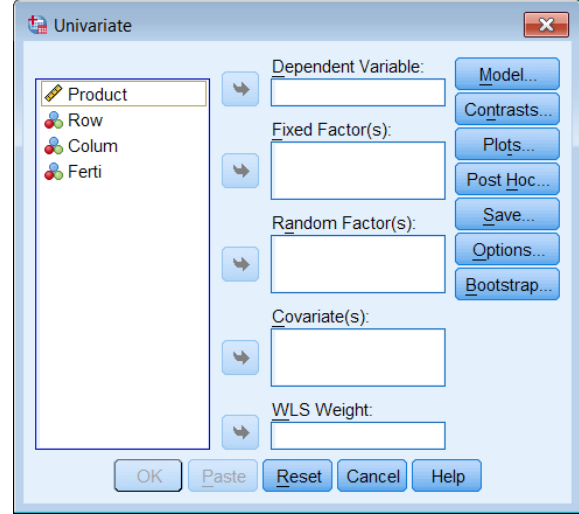 Univariate
Product
Row
Colum
Ferti
Dependent Variable:
Fixed Factor(s):
Random Factor(s):
Covariate(s):
WLS Weight:
Model...
Contrasts...
Plots...
Post Hoc...
Save...
Options...
Bootstrap...
OK Paste Reset Cancel Help